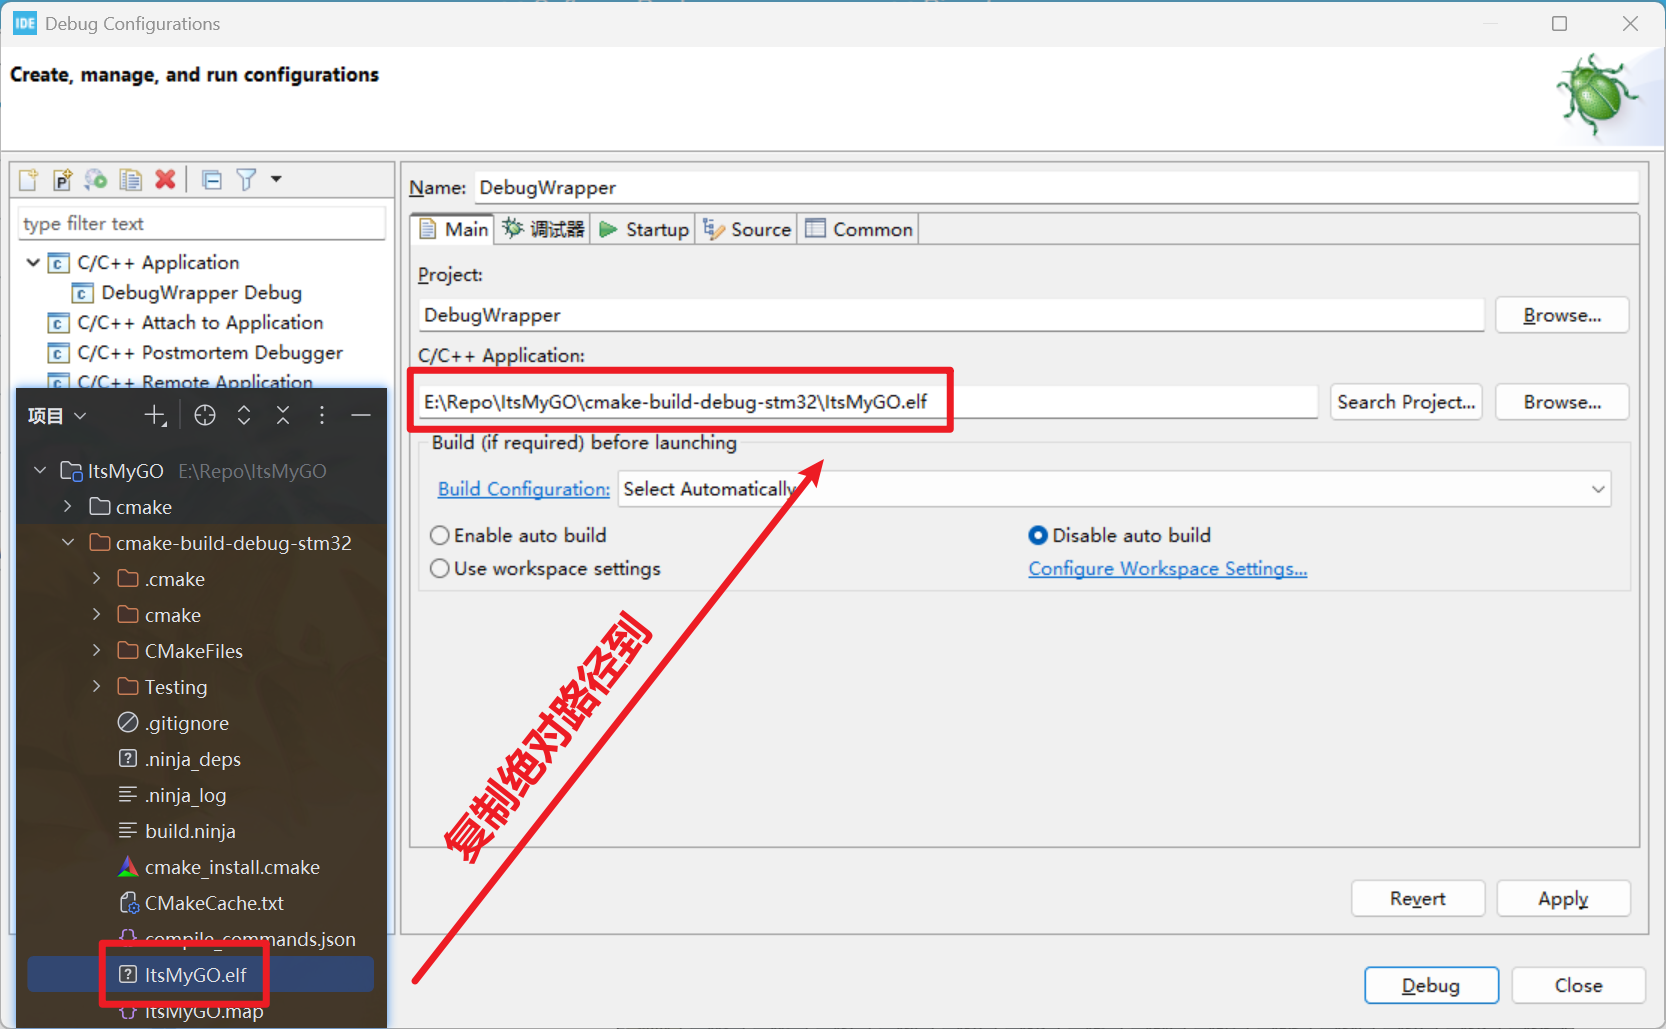 IDE Debug Configurations
Create, manage, and run configurations
type filter text
C/C++ Application
DebugWrapper Debug
C/C++ Attach to Application
C/C++ Postmortem Debugger
C/C++ Remote Application
项目
ItsMyGO E:\Repo\ItsMyGO
cmake
cmake-build-debug-stm32
.cmake
cmake
CMakeFiles
Testing
.gitignore
.ninja_deps
.ninja_log
build.ninja
cmake_install.cmake
CMakeCache.txt
compile_commands.json
ItsMyGO.elf
ItsMyGO.map
Name: DebugWrapper
Main 调试器 Startup Source Common
Project:
DebugWrapper Browse...
C/C++ Application:
E:\Repo\ItsMyGO\cmake-build-debug-stm32\ItsMyGO.elf Search Project... Browse...
Build (if required) before launching
Build Configuration: Select Automatically
Enable auto build Disable auto build
Use workspace settings Configure Workspace Settings...
复制绝对路径到
Revert Apply
Debug Close